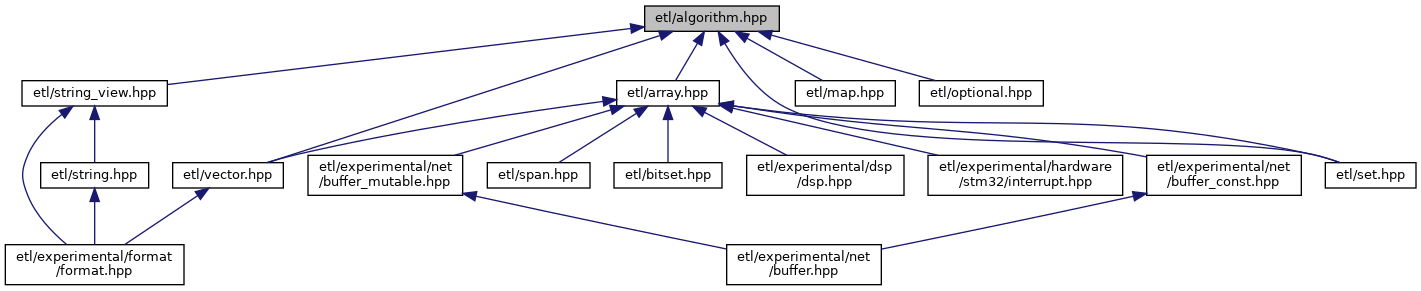 etl/algorithm.hpp
etl/string_view.hpp
etl/array.hpp
etl/map.hpp
etl/optional.hpp
etl/string.hpp
etl/vector.hpp
etl/experimental/net
/buffer_mutable.hpp
etl/span.hpp
etl/bitset.hpp
etl/experimental/dsp
/dsp.hpp
etl/experimental/hardware
/stm32/interrupt.hpp
etl/experimental/net
/buffer_const.hpp
etl/set.hpp
etl/experimental/format
/format.hpp
etl/experimental/net
/buffer.hpp